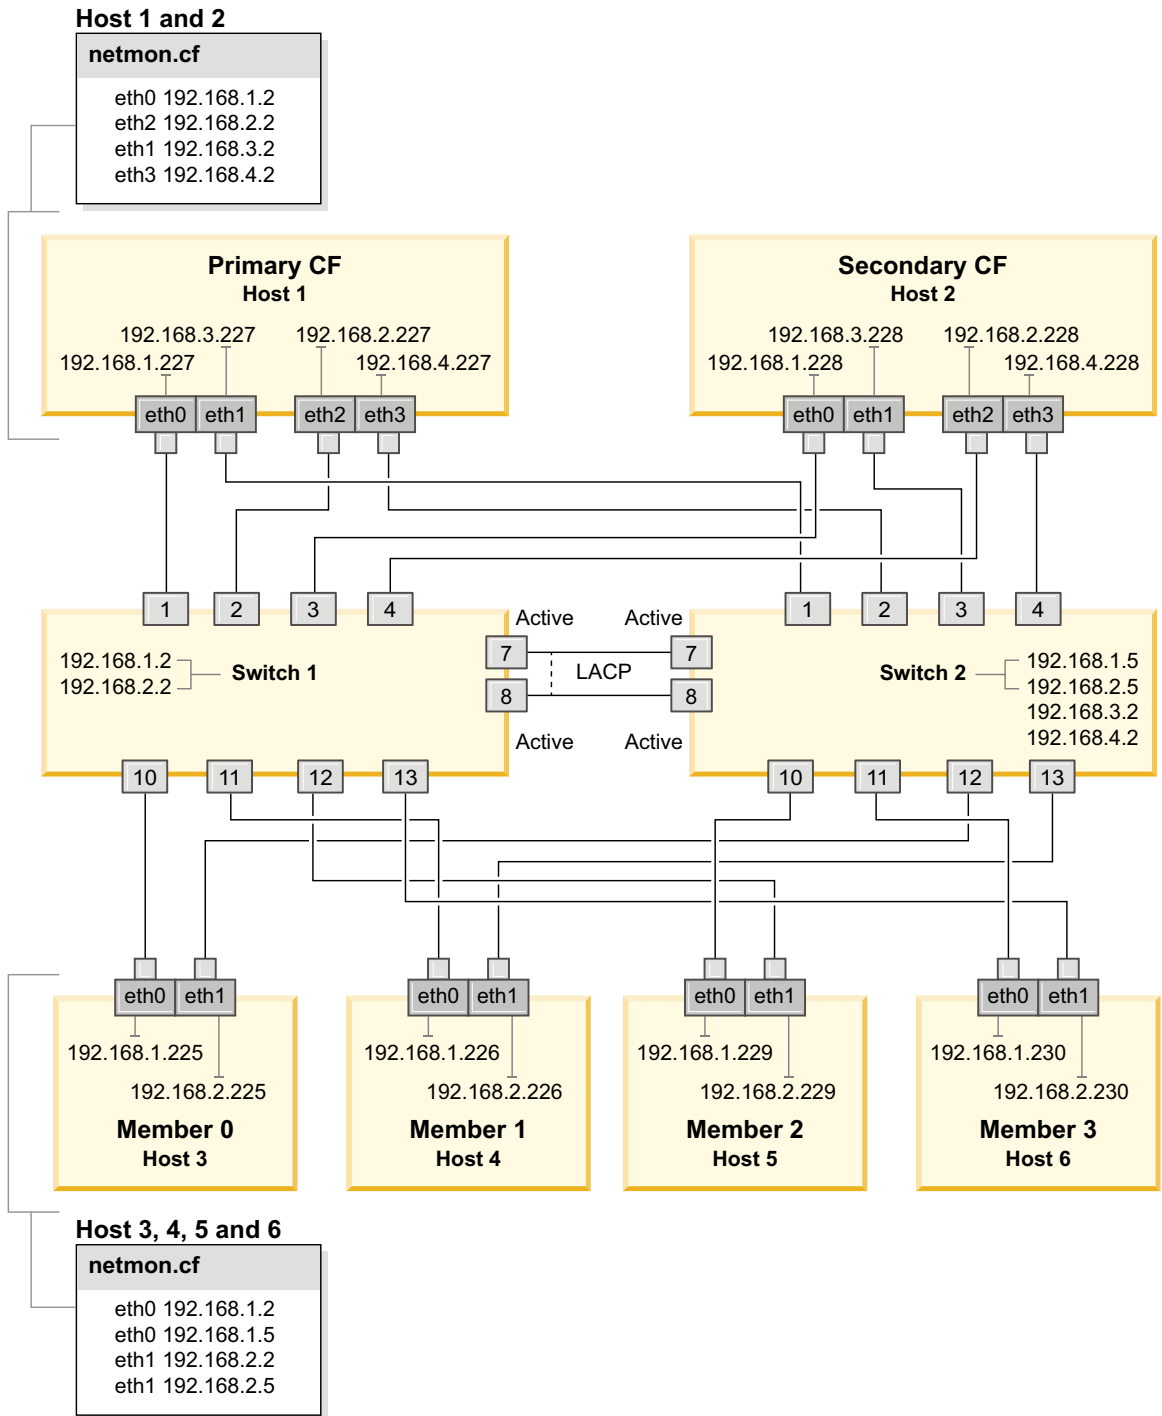 Host 1 and 2
netmon.cf
eth0 192.168.1.2
eth2 192.168.2.2
eth1 192.168.3.2
eth3 192.168.4.2
Primary CF
Host 1
192.168.3.227 192.168.2.227
192.168.1.227 192.168.4.227
eth0 eth1 eth2 eth3
Secondary CF
Host 2
192.168.3.228 192.168.2.228
192.168.1.228 192.168.4.228
eth0 eth1 eth2 eth3
1 2 3 4
Active Active
1 2 3 4
192.168.1.2
192.168.2.2
Switch 1
7
8
LACP
7
8
Switch 2
192.168.1.5
192.168.2.5
192.168.3.2
192.168.4.2
Active Active
10 11 12 13
10 11 12 13
eth0 eth1
192.168.1.225
192.168.2.225
Member 0
Host 3
eth0 eth1
192.168.1.226
192.168.2.226
Member 1
Host 4
eth0 eth1
192.168.1.229
192.168.2.229
Member 2
Host 5
eth0 eth1
192.168.1.230
192.168.2.230
Member 3
Host 6
Host 3, 4, 5 and 6
netmon.cf
eth0 192.168.1.2
eth0 192.168.1.5
eth1 192.168.2.2
eth1 192.168.2.5